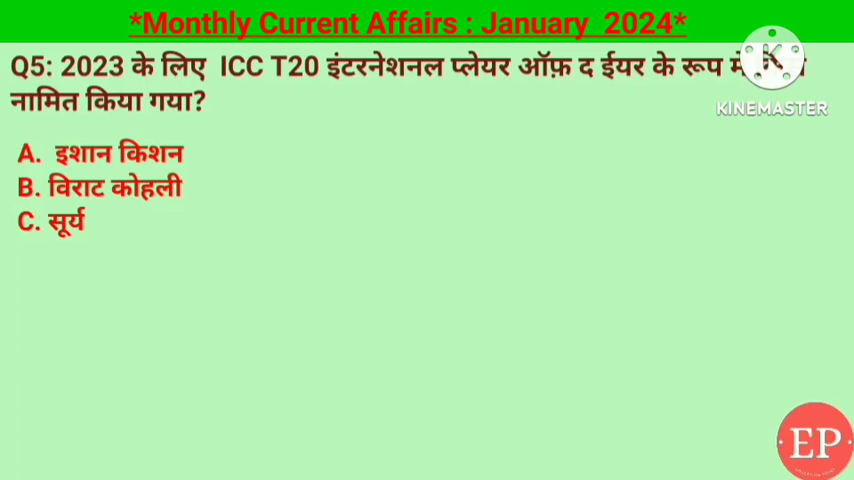 *Monthly Current Affairs : January 2024*
Q5: 2023 के लिए ICC T20 इंटरनेशनल प्लेयर ऑफ़ द ईयर के रूप में
नामित किया गया?
A. इशान किशन
B. विराट कोहली
C. सूर्य
K
KINEMASTER
EP